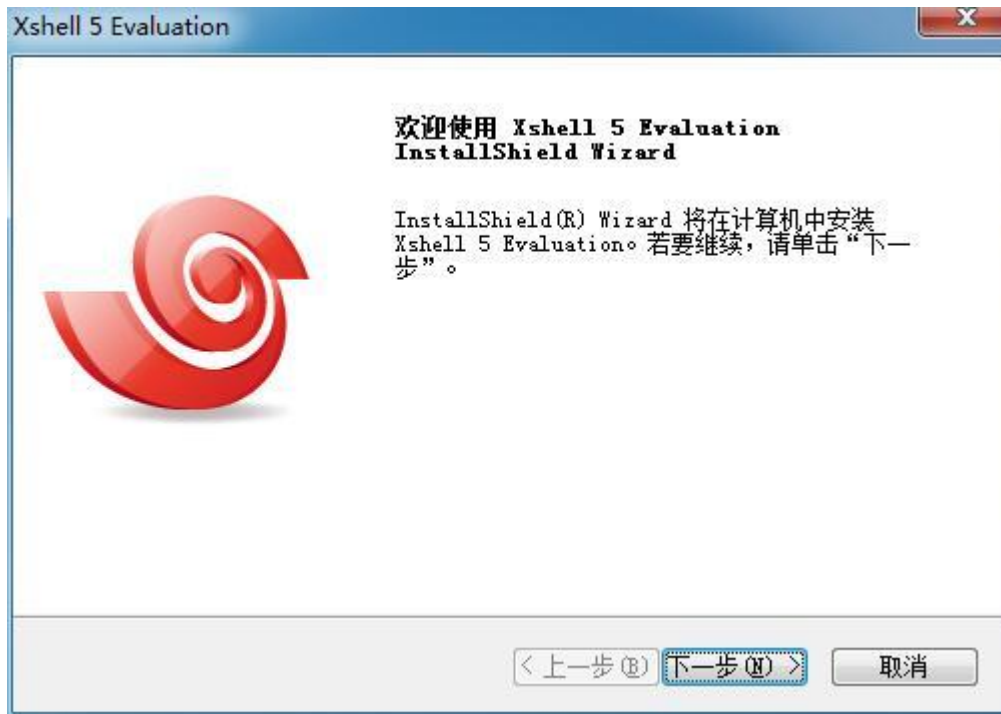 Xshell 5 Evaluation
欢迎使用 Xshell 5 Evaluation
InstallShield Wizard
InstallShield(R) Wizard 将在计算机中安装
Xshell 5 Evaluation。若要继续，请单击“下一
步”。
< 上一步(B) 下一步(N) > 取消